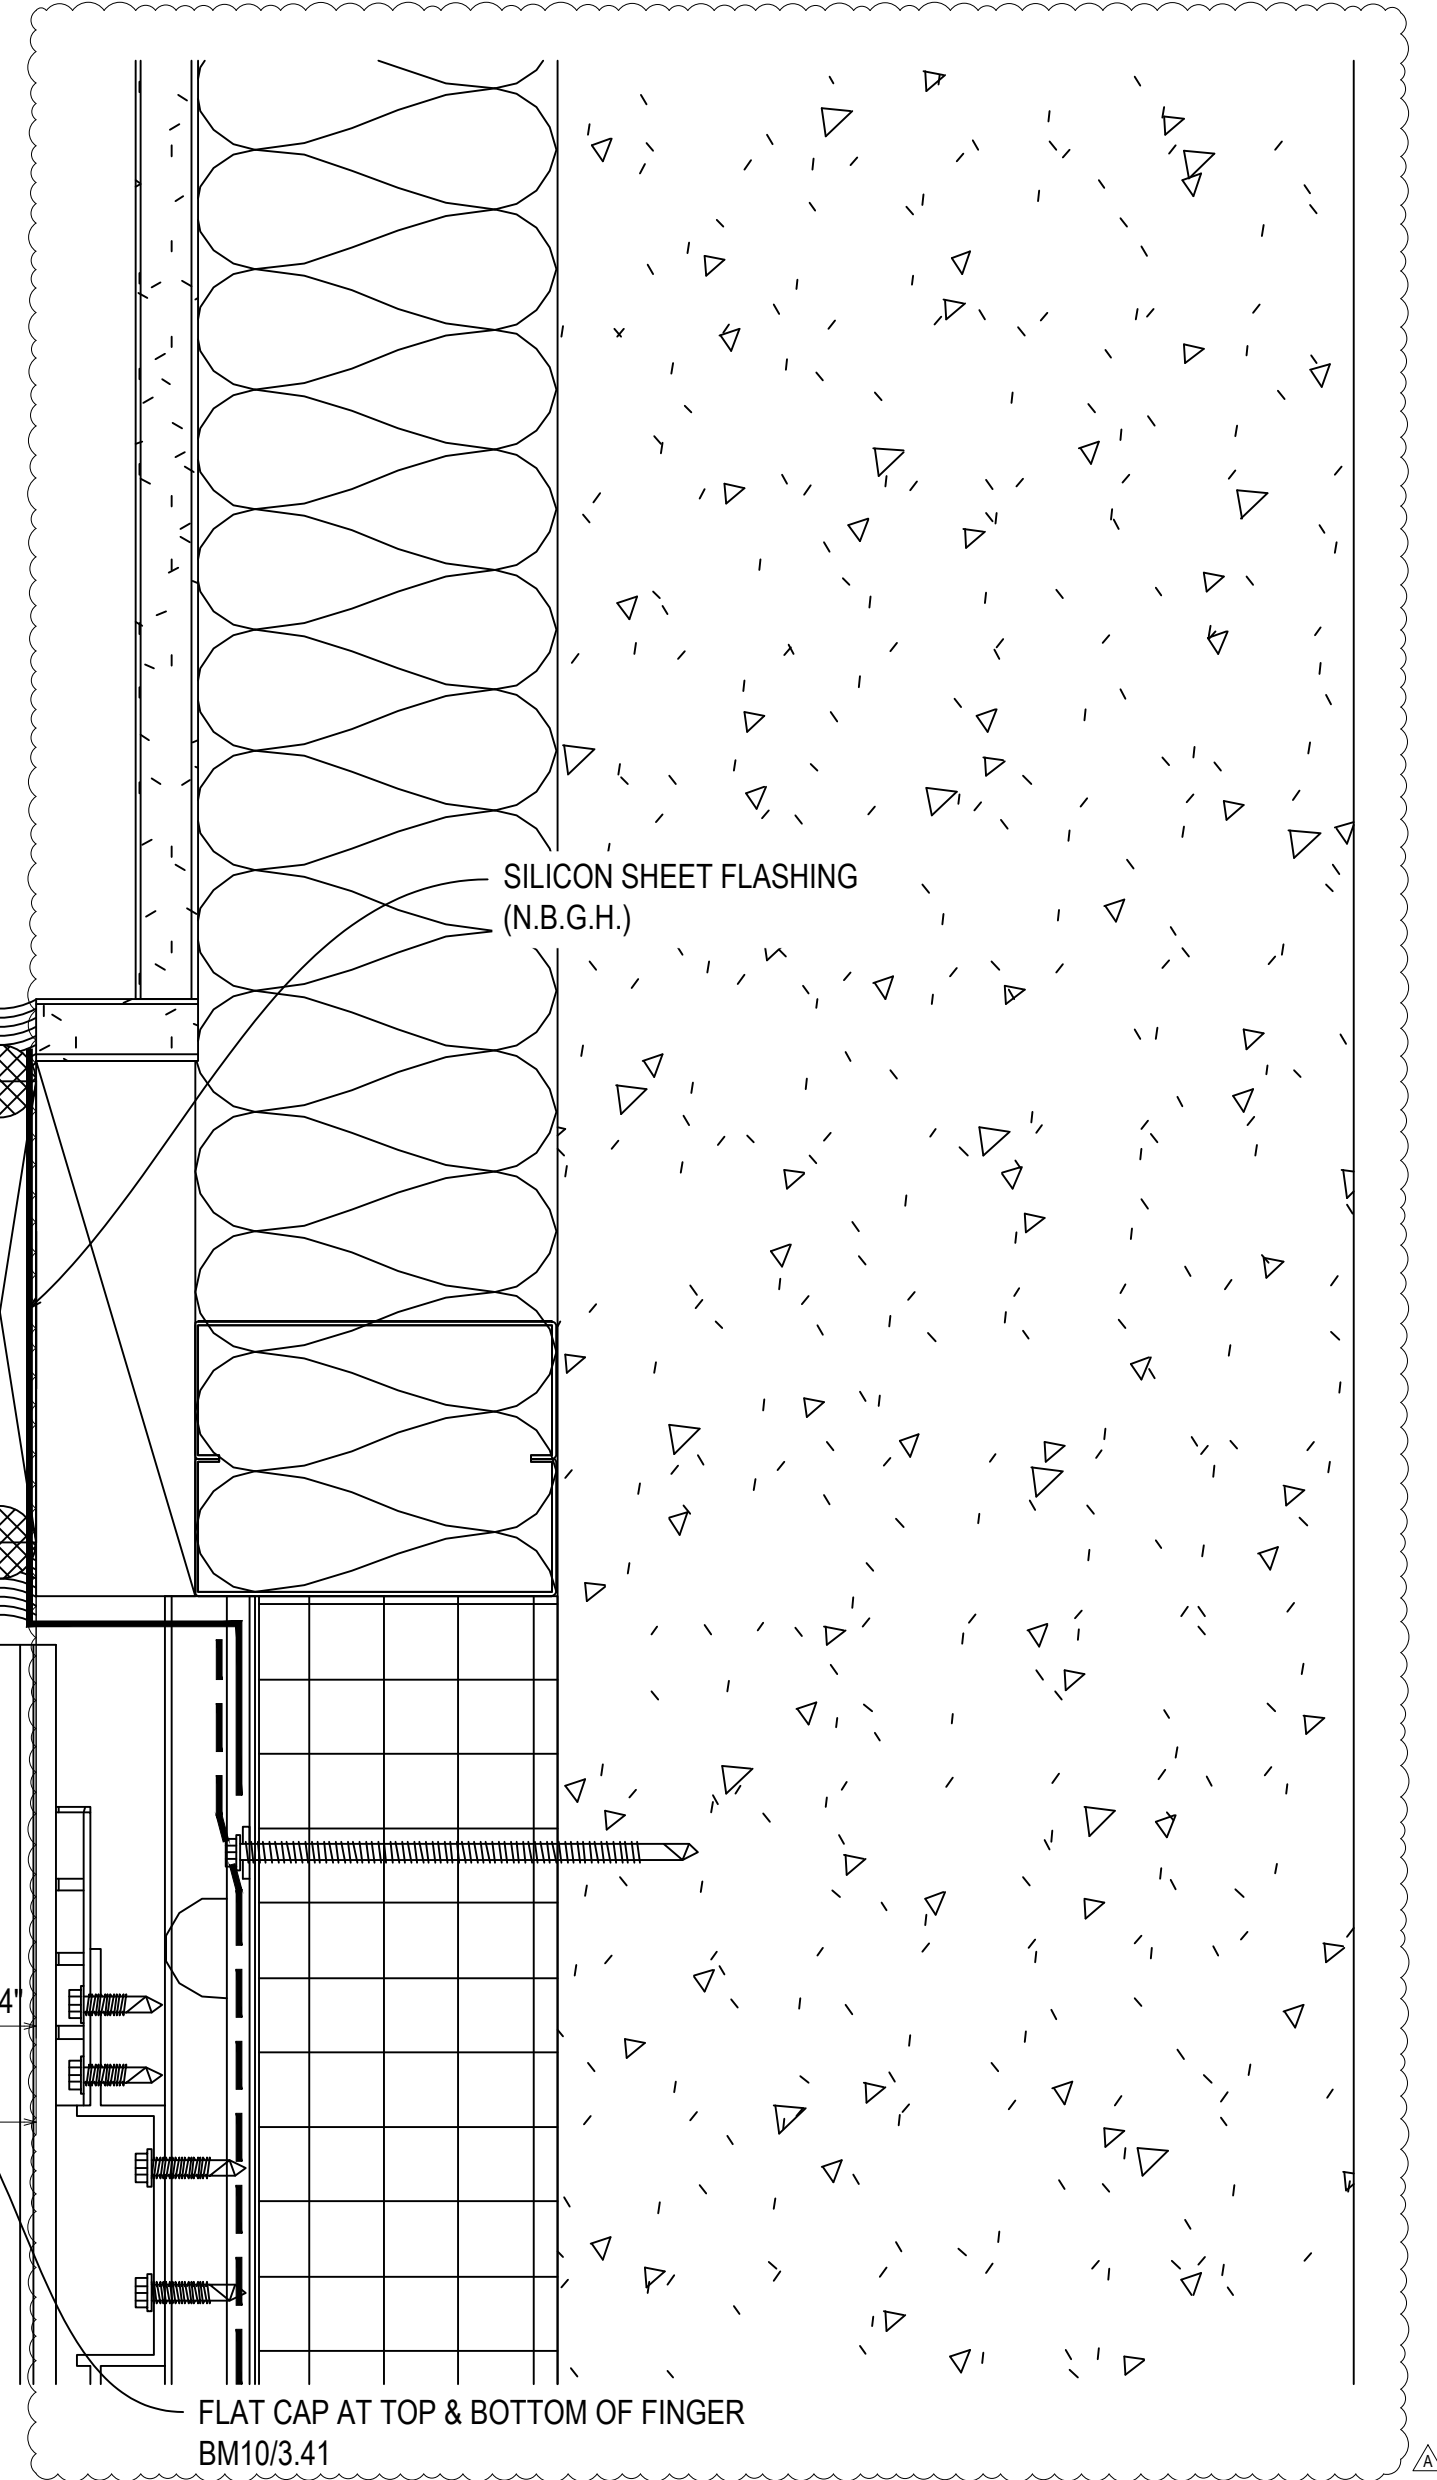 SILICON SHEET FLASHING
(N.B.G.H.)
4"
FLAT CAP AT TOP & BOTTOM OF FINGER
BM10/3.41
A